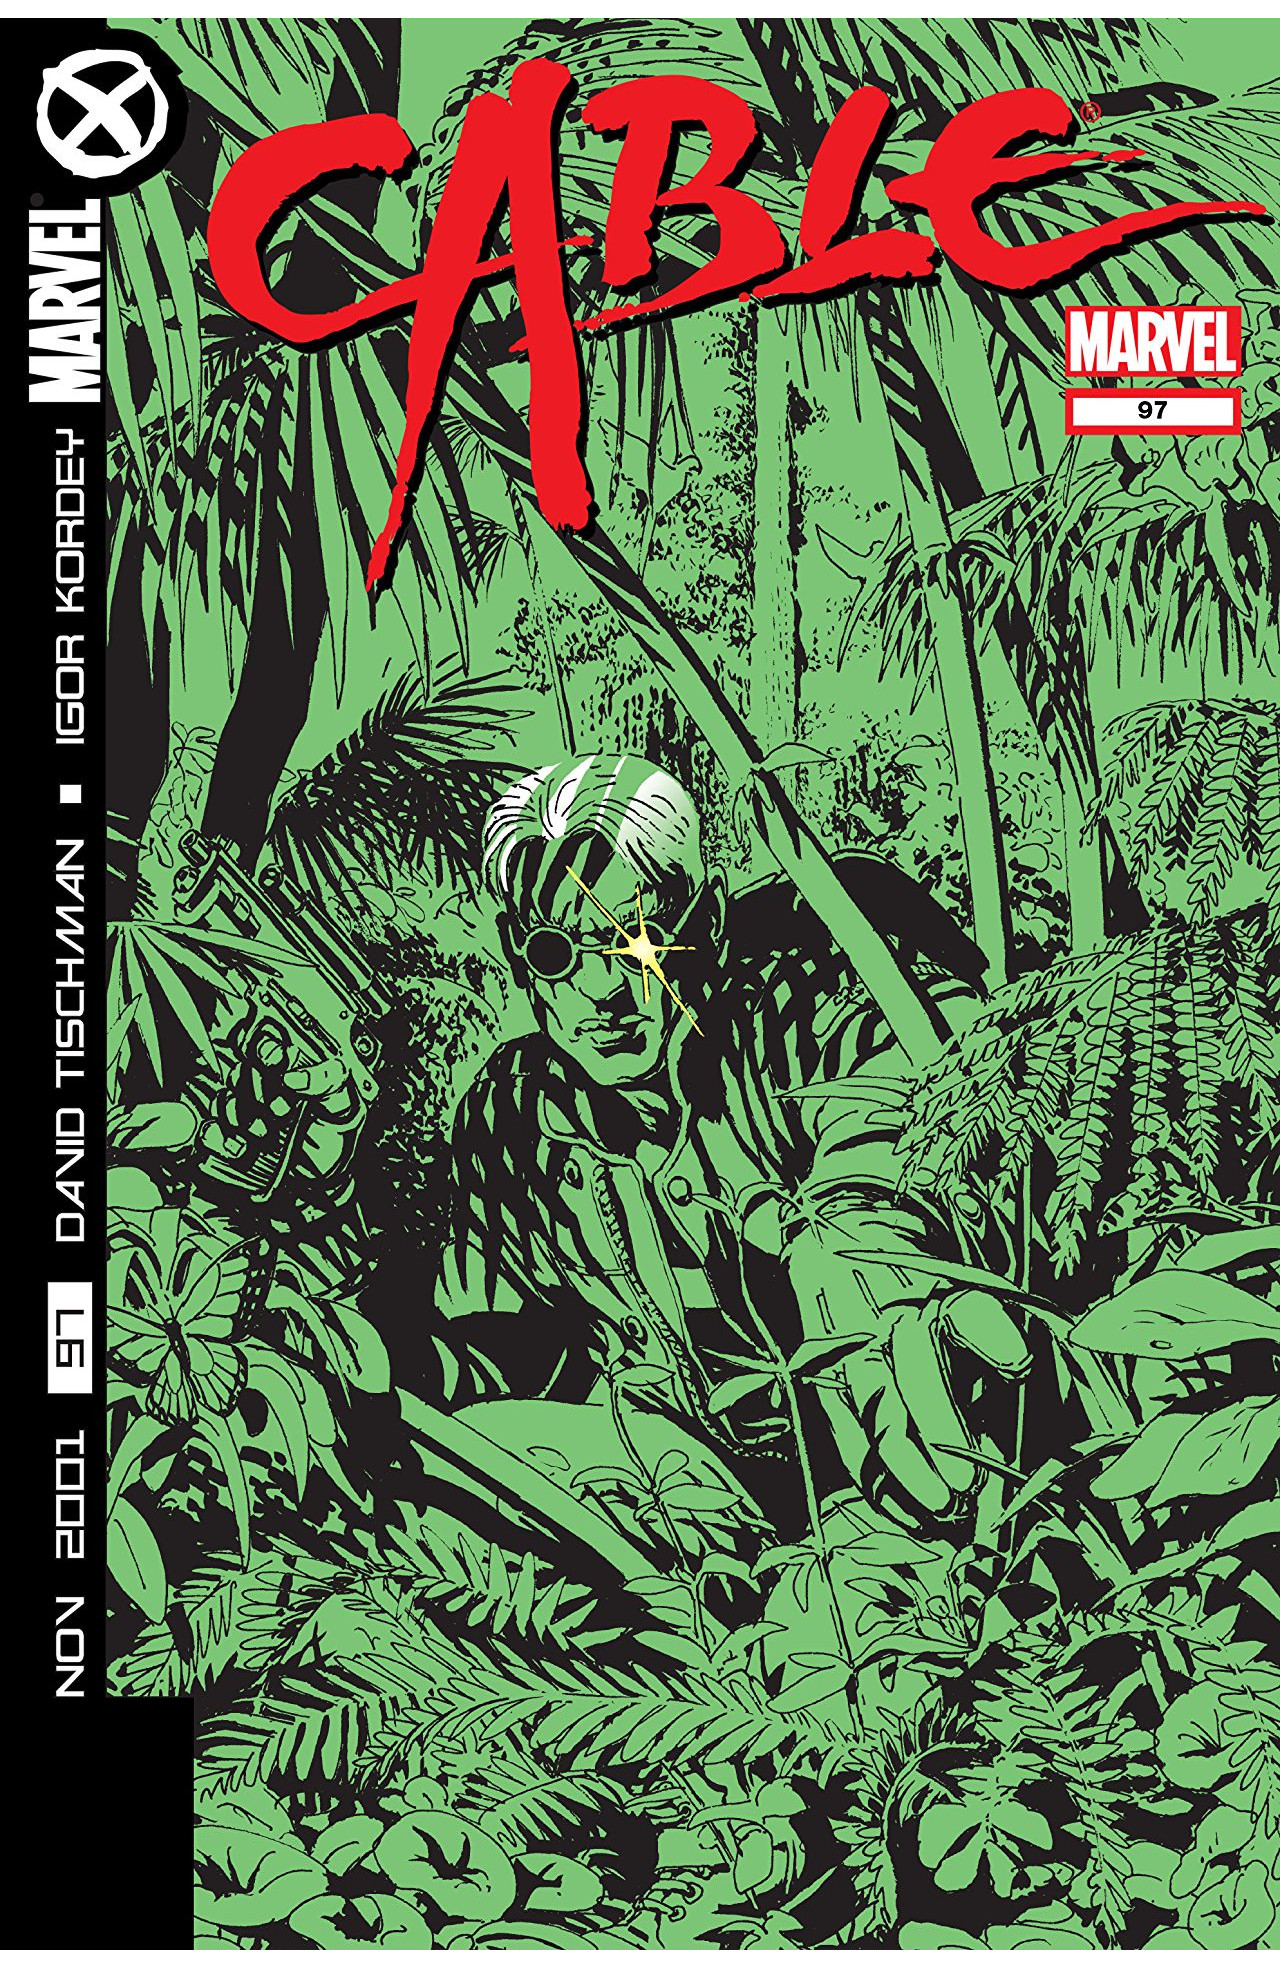 CABLE®
MARVEL
97
MARVEL
NOV 2001 97 DAVID TISCHMAN ■ IGOR KORDEY